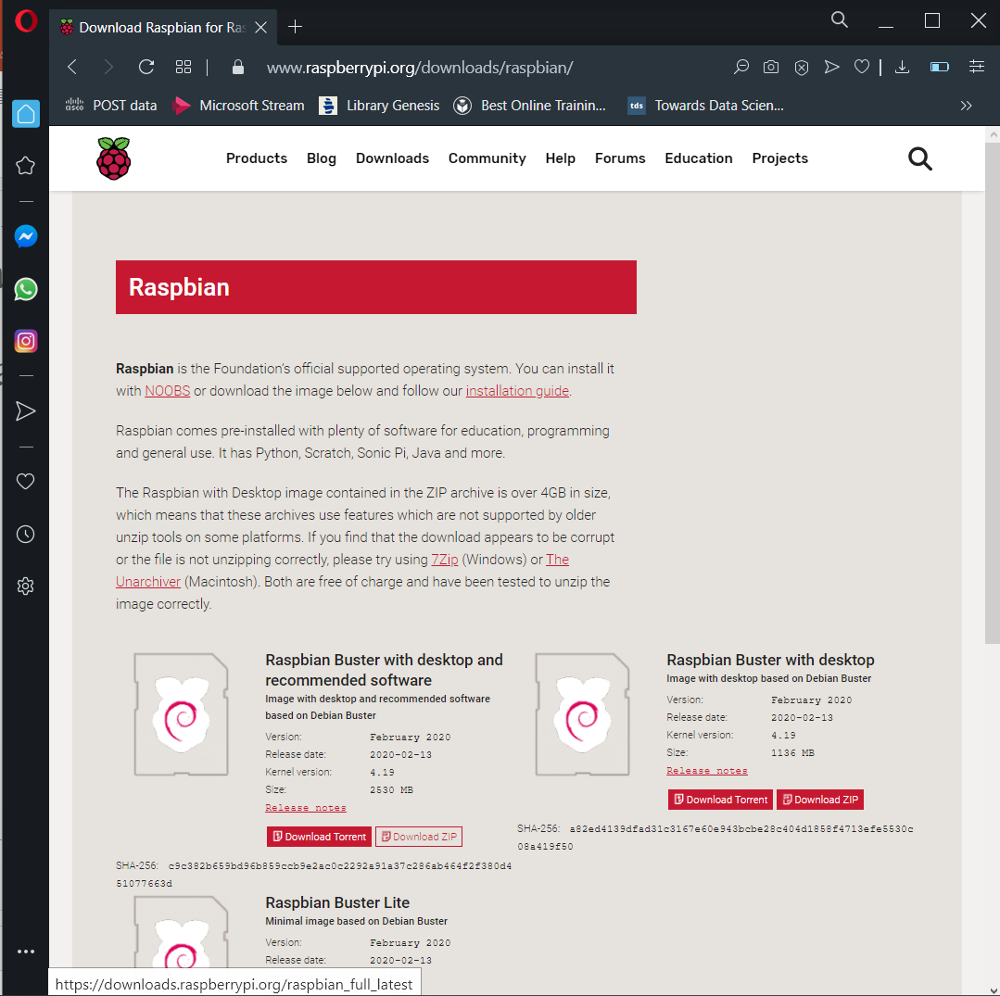 Download Raspbian for Ras
www.raspberrypi.org/downloads/raspbian/
cisco POST data Microsoft Stream Library Genesis Best Online Trainin... tds Towards Data Scien...
Products Blog Downloads Community Help Forums Education Projects
Raspbian
Raspbian is the Foundation's official supported operating system. You can install it
with NOOBS or download the image below and follow our installation guide.
Raspbian comes pre-installed with plenty of software for education, programming
and general use. It has Python, Scratch, Sonic Pi, Java and more.
The Raspbian with Desktop image contained in the ZIP archive is over 4GB in size,
which means that these archives use features which are not supported by older
unzip tools on some platforms. If you find that the download appears to be corrupt
or the file is not unzipping correctly, please try using 7Zip (Windows) or The
Unarchiver (Macintosh). Both are free of charge and have been tested to unzip the
image correctly.
Raspbian Buster with desktop and
recommended software
Image with desktop and recommended software
based on Debian Buster
Version: February 2020
Release date: 2020-02-13
Kernel version: 4.19
Size: 2530 MB
Release notes
Download Torrent Download ZIP
SHA-256: c9c382b659bd96b859ccb9e2ac0c2292a91a37c286ab464f2f380d4
51077663d
Raspbian Buster with desktop
Image with desktop based on Debian Buster
Version: February 2020
Release date: 2020-02-13
Kernel version: 4.19
Size: 1136 MB
Release notes
Download Torrent Download ZIP
SHA-256: a82ed4139dfad31c3167e60e943bcbe28c404d1858f4713efe5530c
08a419f50
Raspbian Buster Lite
Minimal image based on Debian Buster
Version: February 2020
Release date: 2020-02-13
https://downloads.raspberrypi.org/raspbian_full_latest